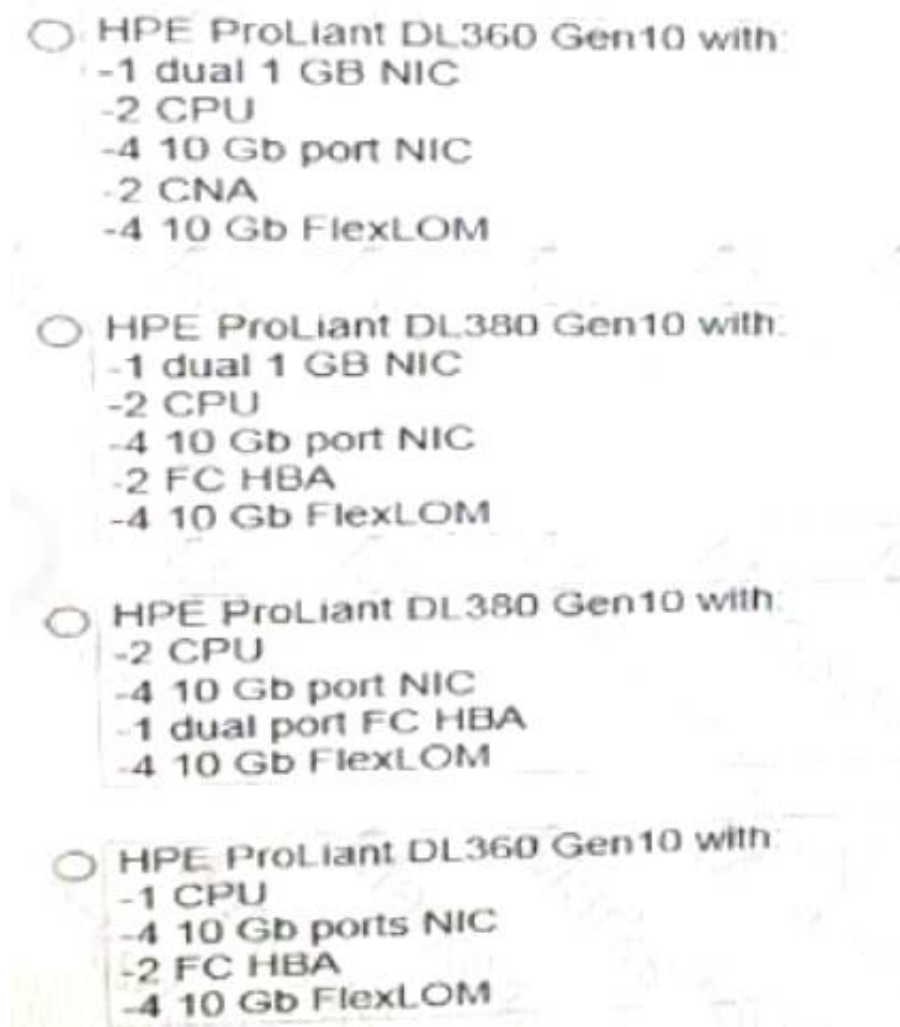 HPE ProLiant DL360 Gen10 with:
-1 dual 1 GB NIC
-2 CPU
-4 10 Gb port NIC
-2 CNA
-4 10 Gb FlexLOM
HPE ProLiant DL380 Gen10 with:
-1 dual 1 GB NIC
-2 CPU
-4 10 Gb port NIC
-2 FC HBA
-4 10 Gb FlexLOM
HPE ProLiant DL380 Gen10 with:
-2 CPU
-4 10 Gb port NIC
-1 dual port FC HBA
-4 10 Gb FlexLOM
HPE ProLiant DL360 Gen10 with:
-1 CPU
-4 10 Gb ports NIC
-2 FC HBA
-4 10 Gb FlexLOM